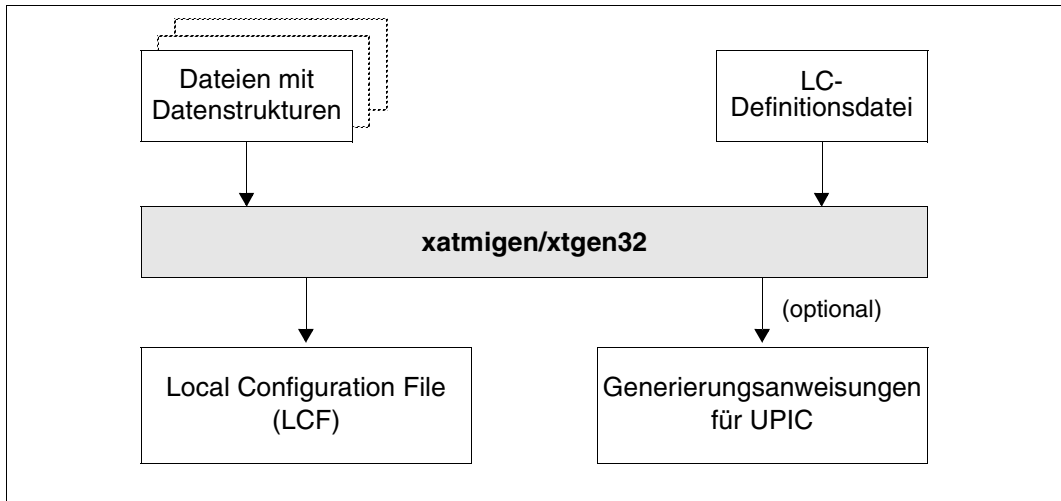 Dateien mit
Datenstrukturen
LC-
Definitionsdatei
xatmigen/xtgen32
(optional)
Local Configuration File
(LCF)
Generierungsanweisungen
für UPIC